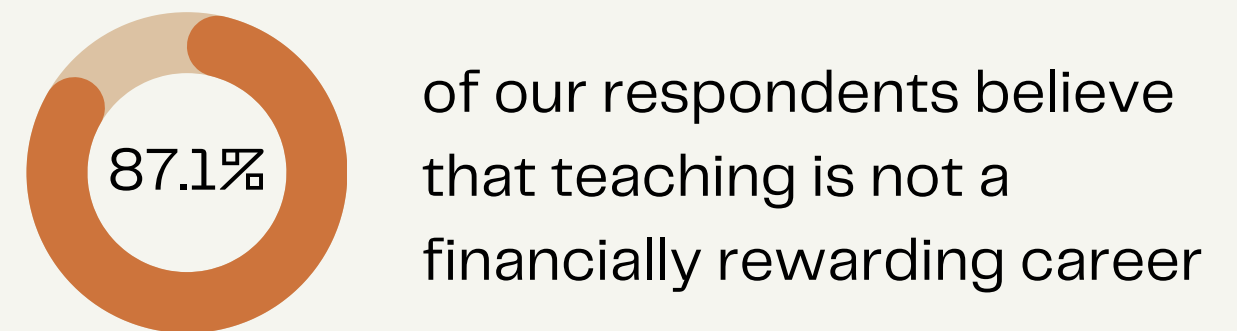 87.1%
of our respondents believe
that teaching is not a
financially rewarding career